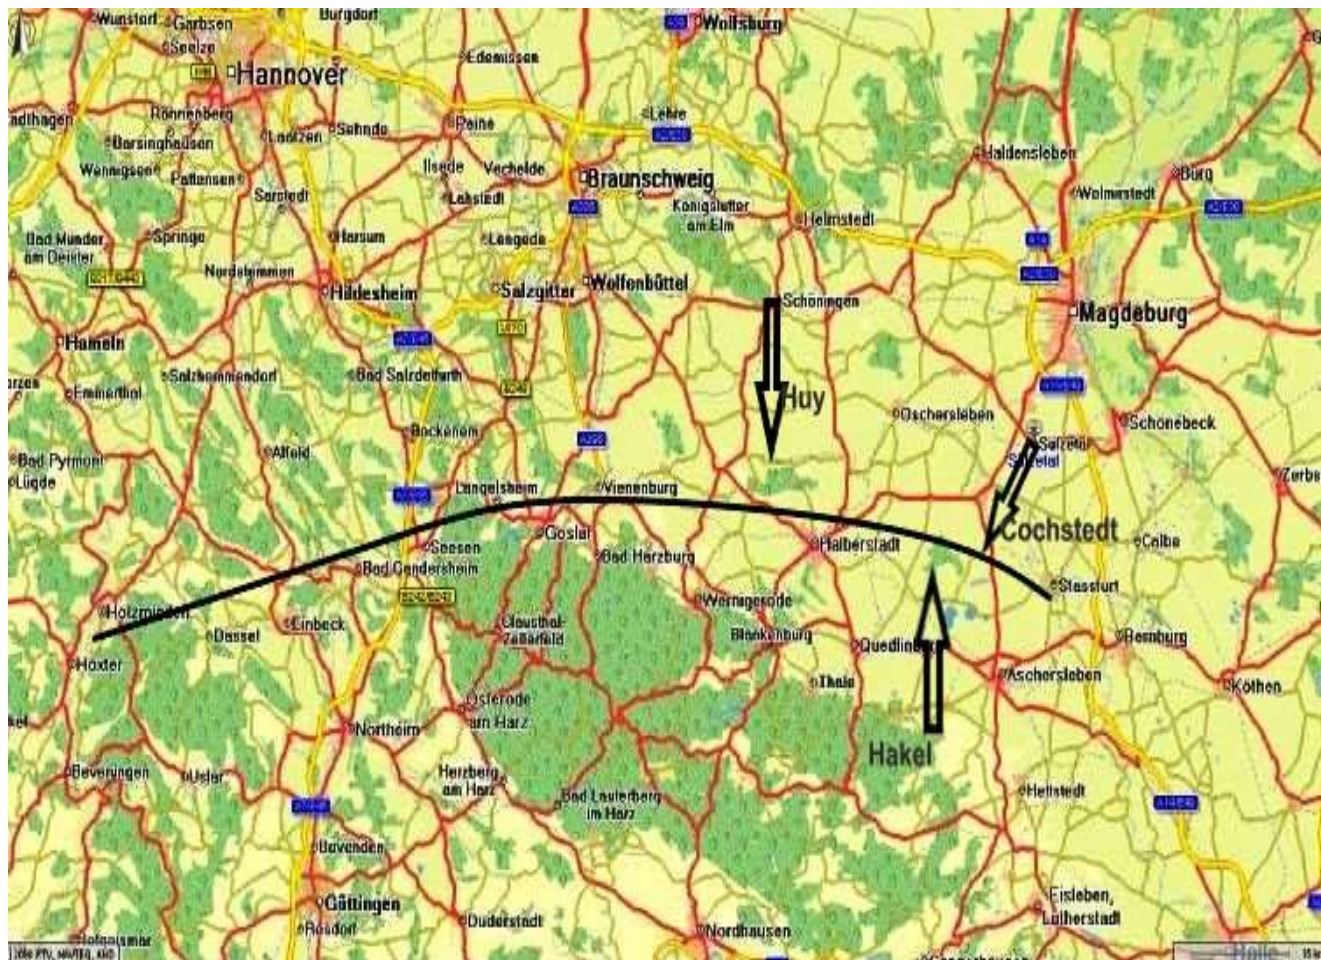 Wunstorf
Garbsen
Burgdorf
Wolfsburg
Seelze
Edemissen
Hannover
Lehre
Ronnenberg
Laatzen
Sehnde
Peine
Barsinghausen
Haldensleben
Wennigsen
Pattensen
Ilsede
Vechelde
Braunschweig
Burg
Sarstedt
Lahstedt
Königslutter
am Elm
Wolmirstedt
Helmstedt
Bad Münder
am Deister
Springe
Harsum
Lengede
Nordstemmen
Hildesheim
Salzgitter
Wolfenbüttel
Schöningen
Magdeburg
Hameln
Emmerthal
Salzhemmendorf
Bad Salzdetfurth
Huy
Oschersleben
Schönebeck
Bockenem
Sülzetal
Alfeld
Bad Pyrmont
Lügde
Langelsheim
Vienenburg
Zerbs
Cochstedt
Goslar
Halberstadt
Calbe
Seesen
Bad Harzburg
Bad Gandersheim
Stassfurt
Holzminden
Wernigerode
Dassel
Einbeck
Clausthal-
Zellerfeld
Blankenburg
Quedlinburg
Bernburg
Höxter
Thale
Aschersleben
Köthen
Osterode
am Harz
Northeim
Hakel
Beverungen
Uslar
Herzberg
am Harz
Bad Lauterberg
im Harz
Hettstedt
Bovenden
Göttingen
Eisleben,
Lutherstadt
Rosdorf
Duderstadt
Nordhausen
Hofgeismar
Halle